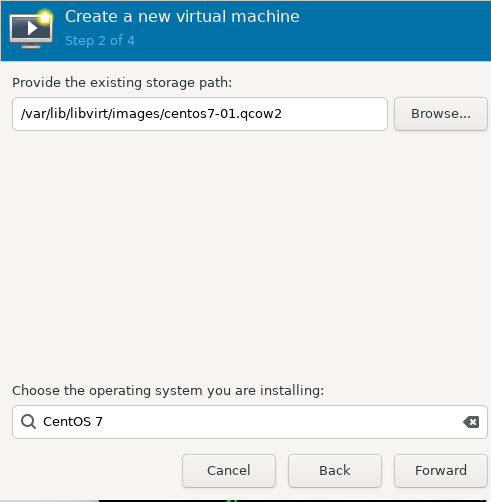 Create a new virtual machine
Step 2 of 4
Provide the existing storage path:
/var/lib/libvirt/images/centos7-01.qcow2
Browse...
Choose the operating system you are installing:
CentOS 7
Cancel
Back
Forward